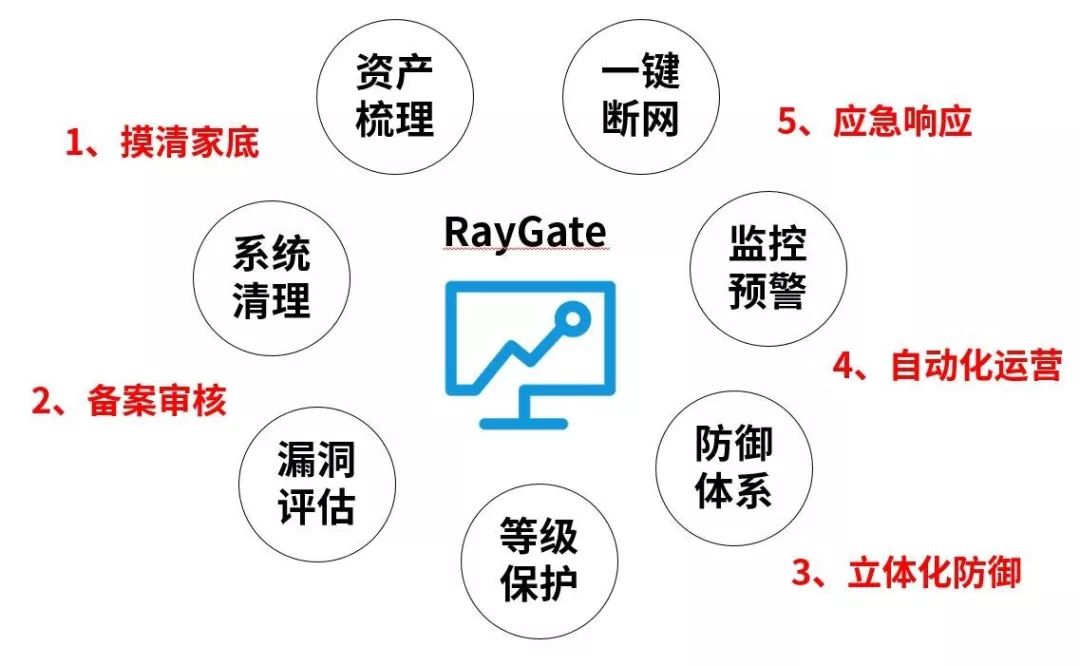 资产
梳理
一键
断网
1、摸清家底
5、应急响应
系统
清理
RayGate
监控
预警
2、备案审核
4、自动化运营
漏洞
评估
防御
体系
等级
保护
3、立体化防御